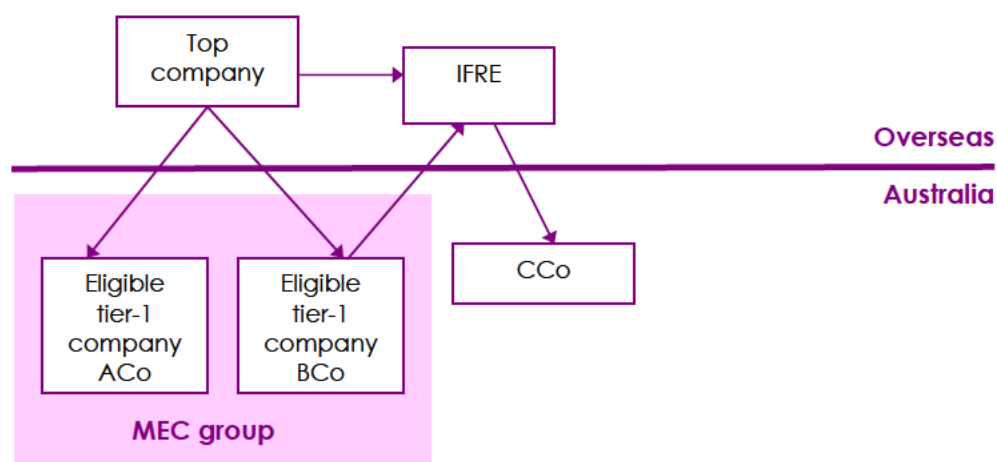 Top
company
IFRE
Overseas
Australia
Eligible
tier-1
company
ACo
Eligible
tier-1
company
BCo
CCo
MEC group